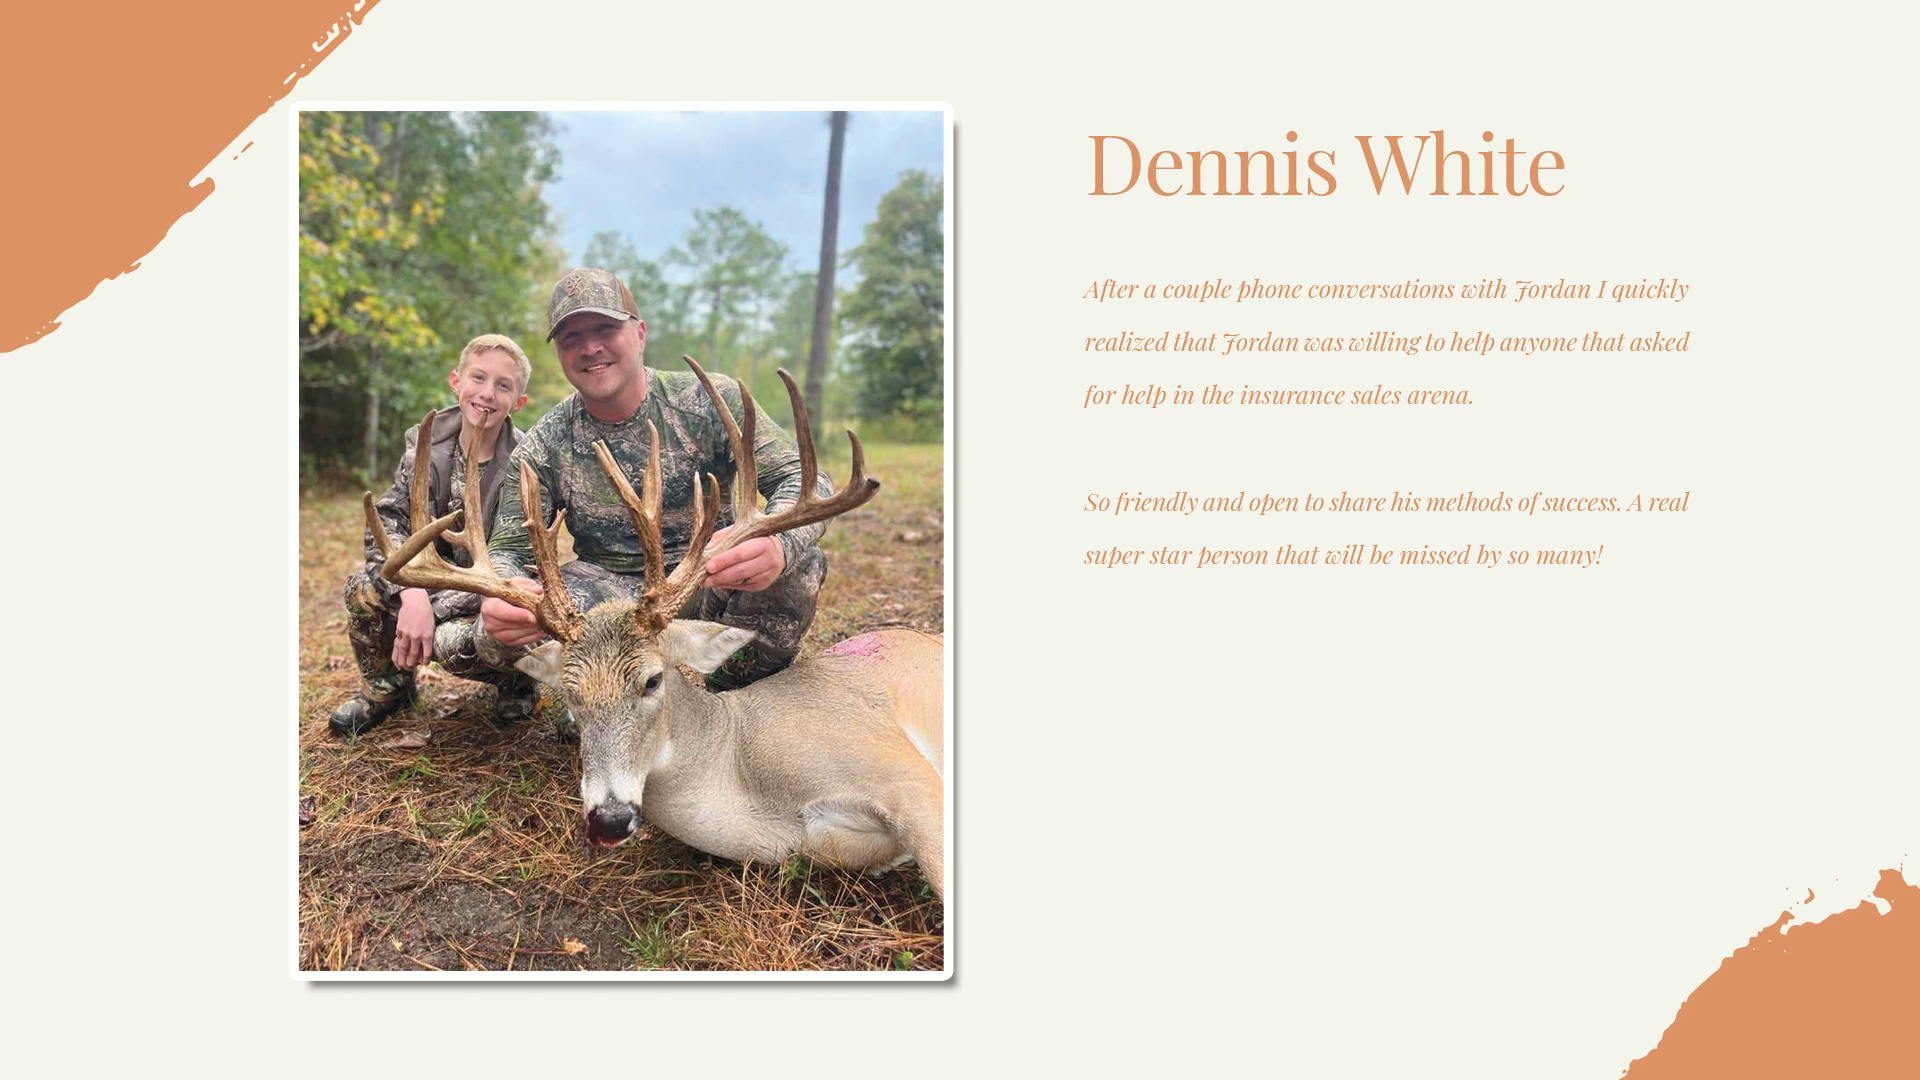 Dennis White
After a couple phone conversations with Jordan I quickly
realized that Jordan was willing to help anyone that asked
for help in the insurance sales arena.
So friendly and open to share his methods of success. A real
super star person that will be missed by so many!